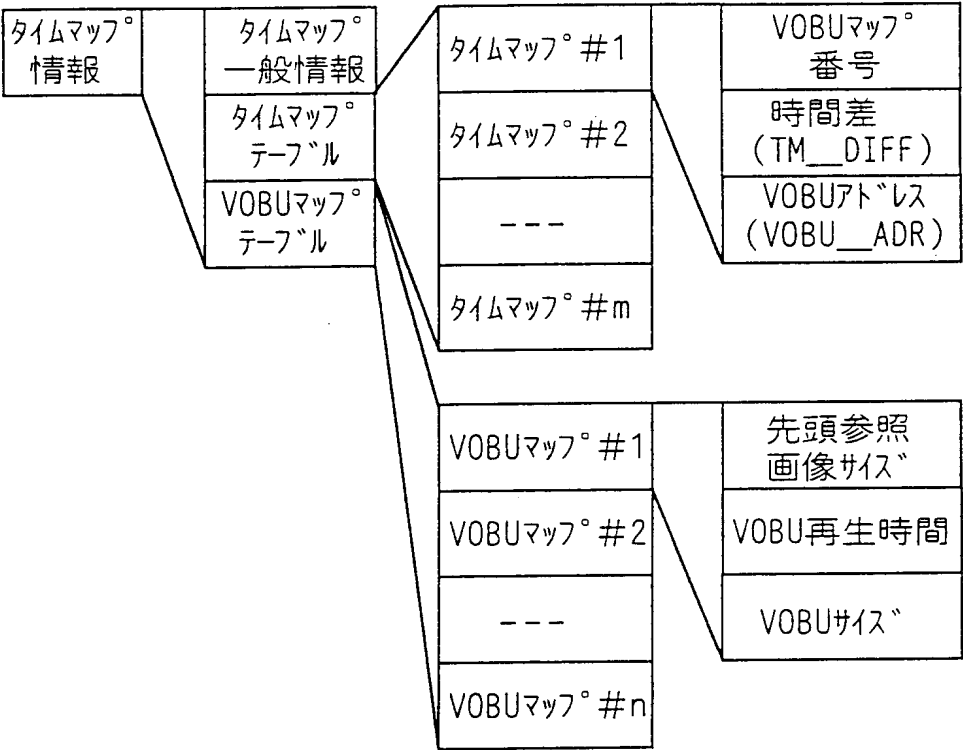 タイムマップ
情報
タイムマップ
一般情報
タイムマップ
テーブル
VOBUマップ
テーブル
タイムマップ#1
タイムマップ#2
---
タイムマップ#m
VOBUマップ
番号
時間差
(TM__DIFF)
VOBUアドレス
(VOBU__ADR)
VOBUマップ#1
VOBUマップ#2
---
VOBUマップ#n
先頭参照
画像サイズ
VOBU再生時間
VOBUサイズ